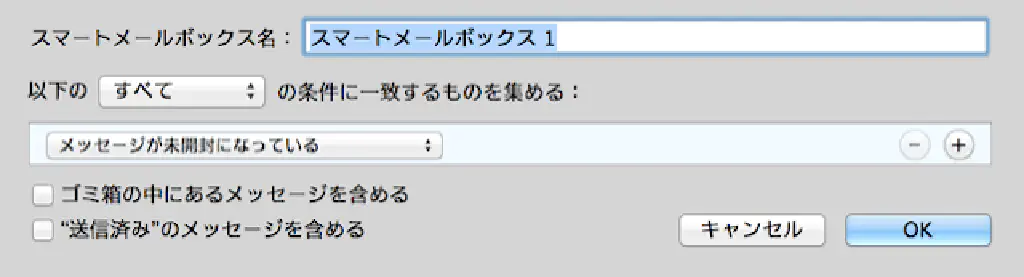 スマートメールボックス名： スマートメールボックス 1
以下の すべて の条件に一致するものを集める：
メッセージが未開封になっている
ゴミ箱の中にあるメッセージを含める
“送信済み”のメッセージを含める
キャンセル OK